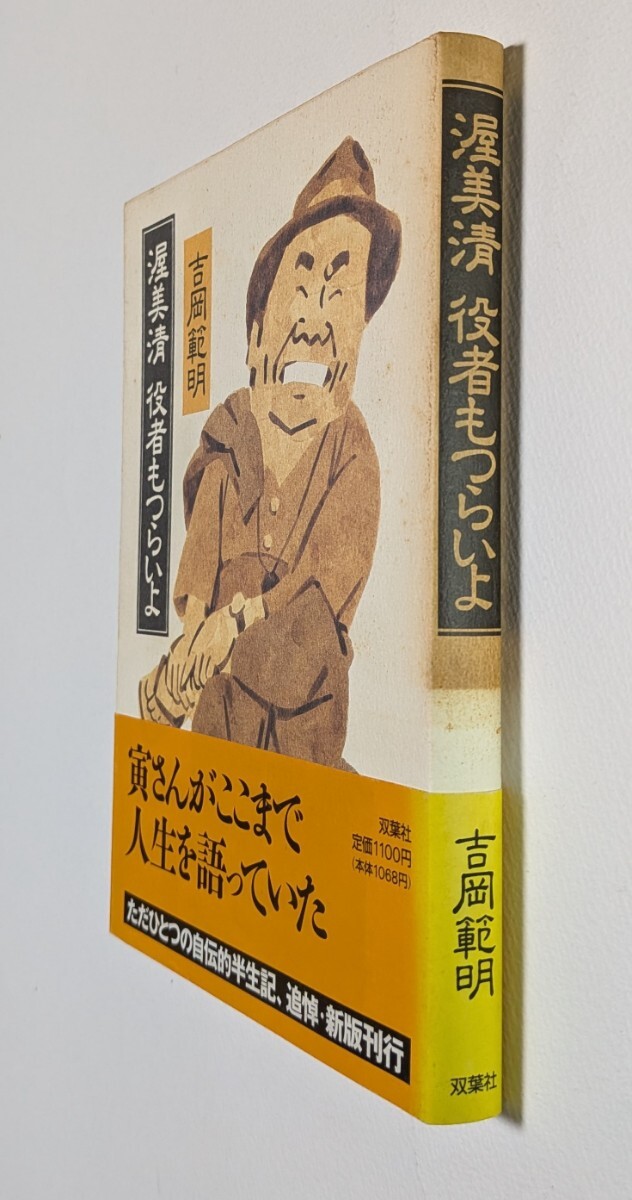 吉岡範明
渥美清 役者もつらいよ
寅さんがここまで
人生を語っていた
双葉社
定価1100円
(本体1068円)
ただひとつの自伝的半生記、追悼・新版刊行
渥美清 役者もつらいよ
吉岡範明
双葉社